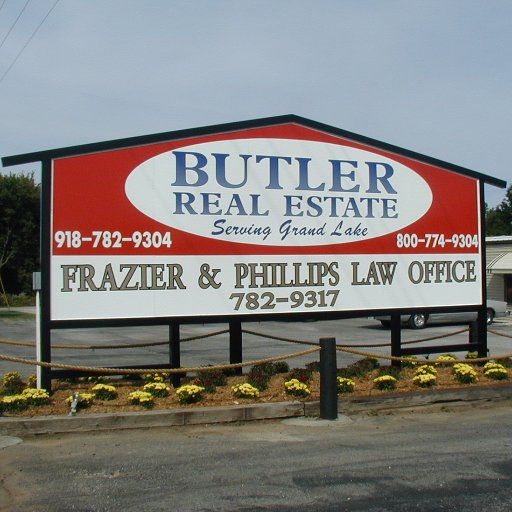 BUTLER
REAL ESTATE
Serving Grand Lake
918-782-9304
800-774-9304
FRAZIER & PHILLIPS LAW OFFICE
782-9317